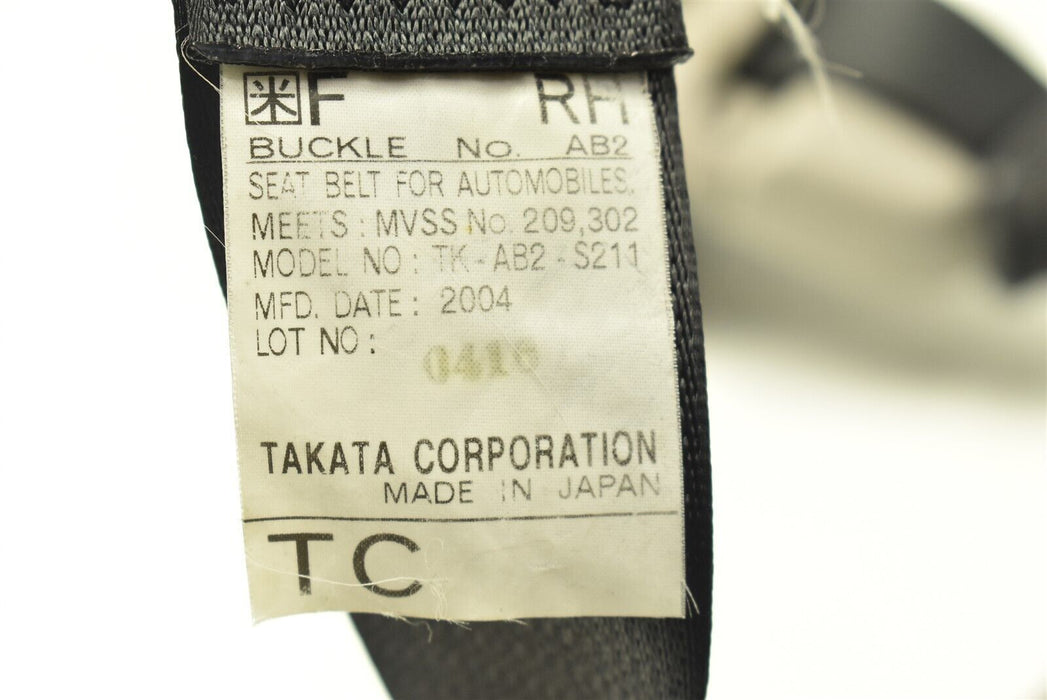 米F RH
BUCKLE No. AB2
SEAT BELT FOR AUTOMOBILES.
MEETS : MVSS No. 209,302
MODEL NO : TK-AB2-S211
MFD. DATE : 2004
LOT NO :
TAKATA CORPORATION
MADE IN JAPAN
TC